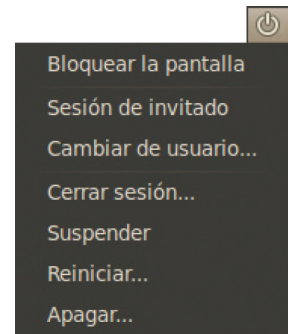 Bloquear la pantalla
Sesión de invitado
Cambiar de usuario...
Cerrar sesión...
Suspender
Reiniciar...
Apagar...